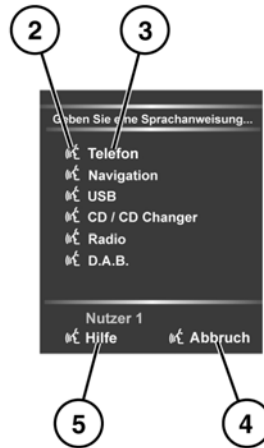 2 3
Geben Sie eine Sprachanweisung...
Telefon
Navigation
USB
CD / CD Changer
Radio
D.A.B.
Nutzer 1
Hilfe Abbruch
5 4